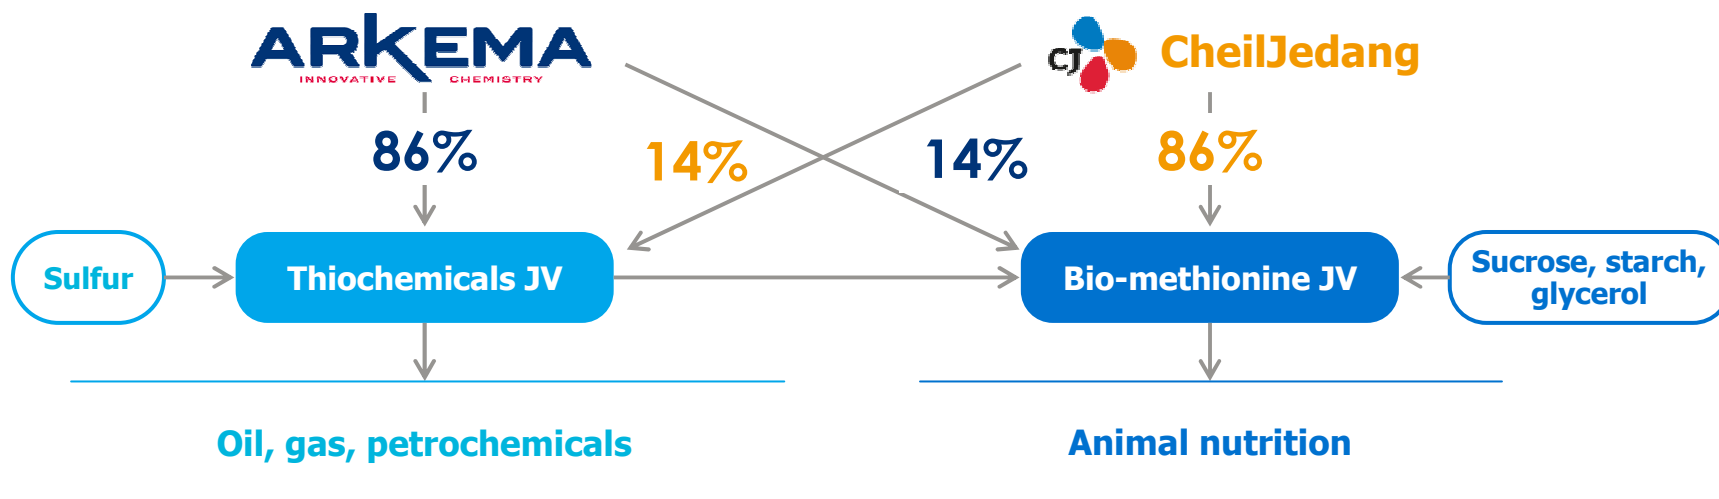 ARKEMA
INNOVATIVE CHEMISTRY
CJ CheilJedang
86% 14% 14% 86%
Sulfur
Thiochemicals JV
Bio-methionine JV
Sucrose, starch,
glycerol
Oil, gas, petrochemicals
Animal nutrition